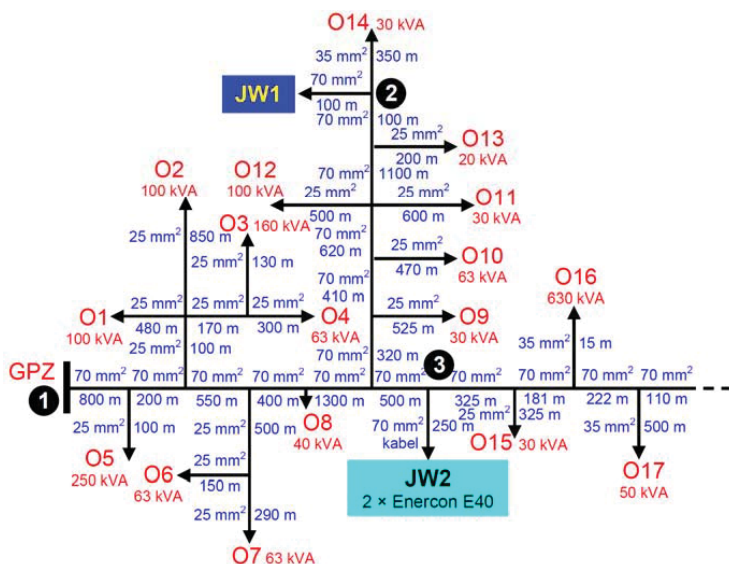 O14 30 kVA
35 mm² 350 m
70 mm²
JW1
2
100 m
70 mm² 100 m
25 mm²
O13
200 m
20 kVA
O2
100 kVA
O12
100 kVA
70 mm² 1100 m
25 mm²
25 mm²
O11
30 kVA
500 m
600 m
O3 160 kVA
70 mm²
620 m
25 mm² 850 m
25 mm²
O10
63 kVA
25 mm² 130 m
70 mm²
470 m
O16
630 kVA
410 m
O1
100 kVA
25 mm²
25 mm²
25 mm²
O4
63 kVA
25 mm²
O9
30 kVA
480 m
170 m
300 m
525 m
35 mm² 15 m
25 mm² 100 m
70 mm² 320 m
3
GPZ
1
70 mm² 70 mm² 70 mm² 70 mm² 70 mm² 70 mm² 70 mm² 70 mm² 70 mm²
800 m 200 m 550 m 400 m 1300 m 500 m 325 m 181 m 222 m 110 m
25 mm² 100 m
25 mm² 500 m
O8
40 kVA
70 mm² 250 m
kabel
25 mm² 325 m
O15 30 kVA
35 mm² 500 m
O5
250 kVA
O6
63 kVA
25 mm²
150 m
JW2
2 × Enercon E40
O17
50 kVA
25 mm² 290 m
O7 63 kVA